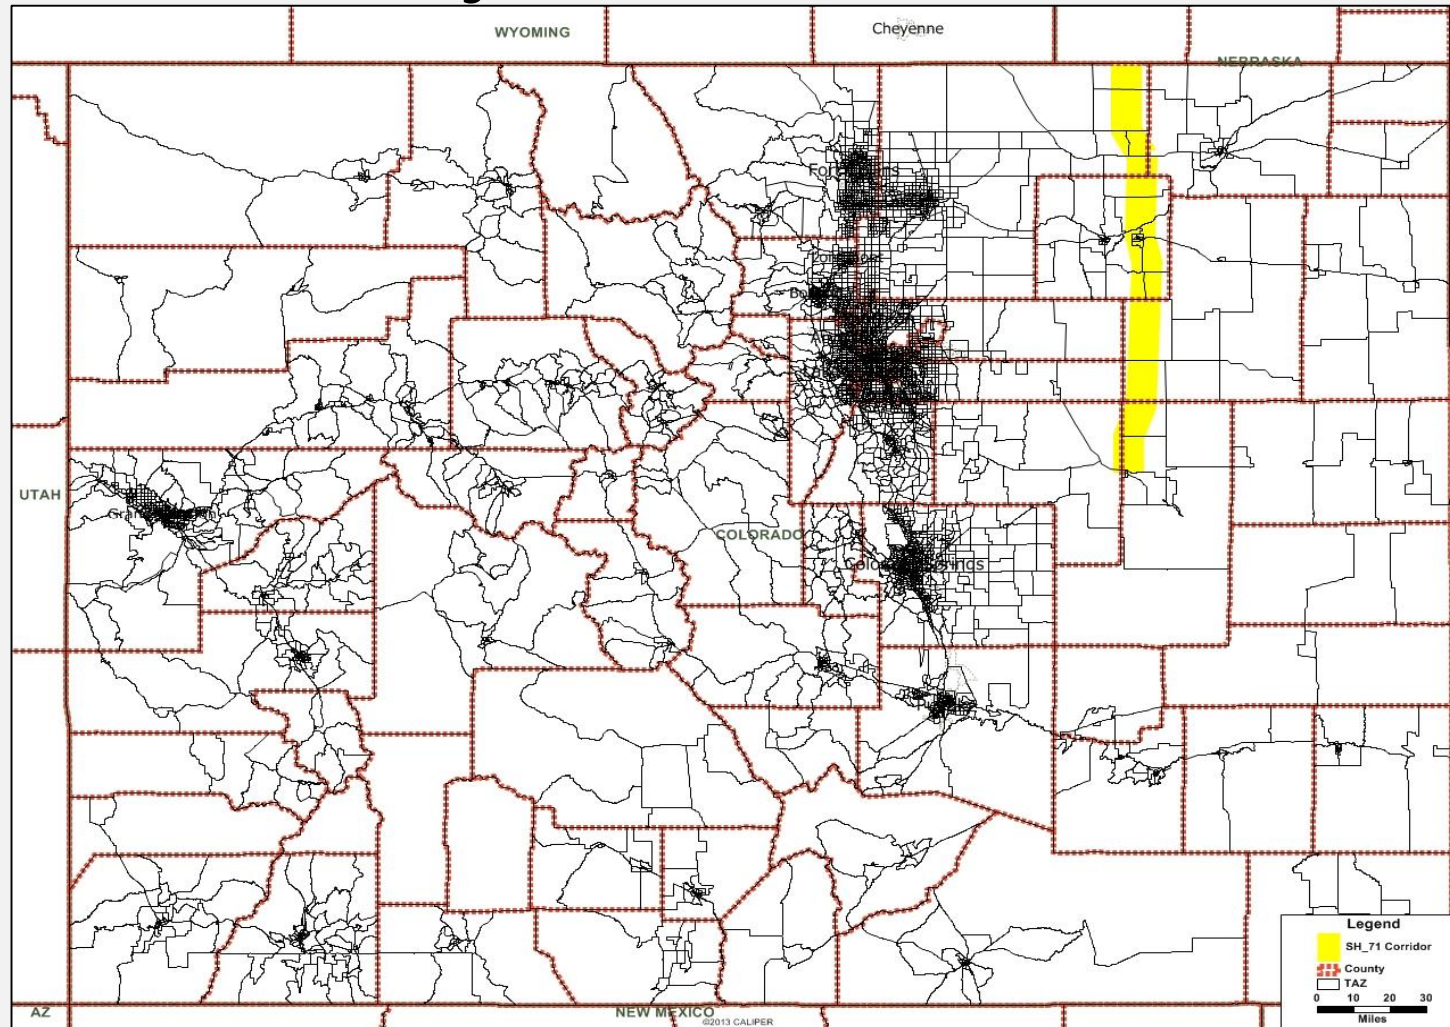 WYOMING
Cheyenne
NEBRASKA
UTAH
COLORADO
Legend
SH_71 Corridor
County
TAZ
0 10 20 30
Miles
AZ
NEW MEXICO
©2013 CALIPER